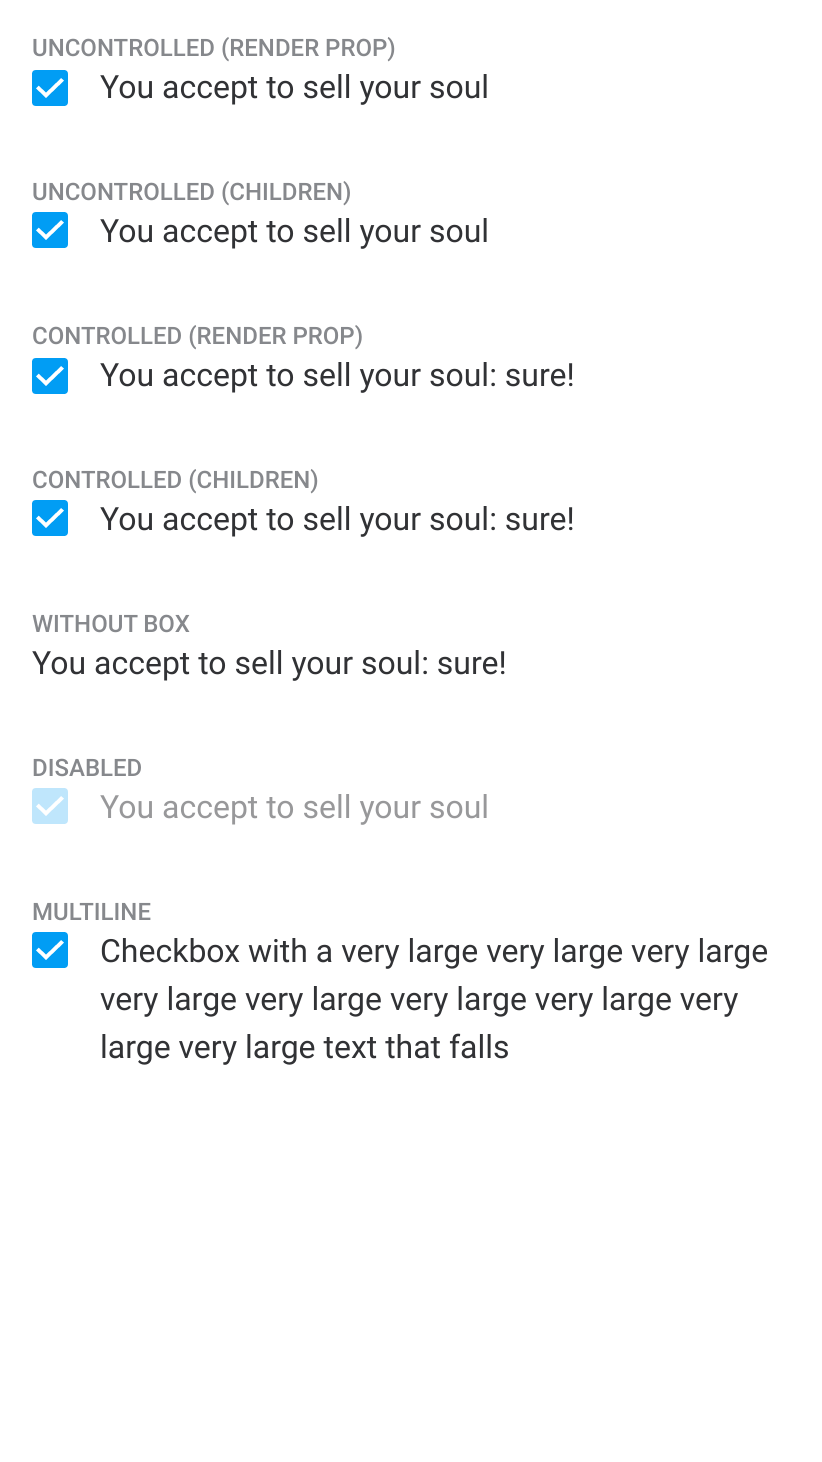 UNCONTROLLED (RENDER PROP)
You accept to sell your soul
UNCONTROLLED (CHILDREN)
You accept to sell your soul
CONTROLLED (RENDER PROP)
You accept to sell your soul: sure!
CONTROLLED (CHILDREN)
You accept to sell your soul: sure!
WITHOUT BOX
You accept to sell your soul: sure!
DISABLED
You accept to sell your soul
MULTILINE
Checkbox with a very large very large very large
very large very large very large very large very
large very large text that falls